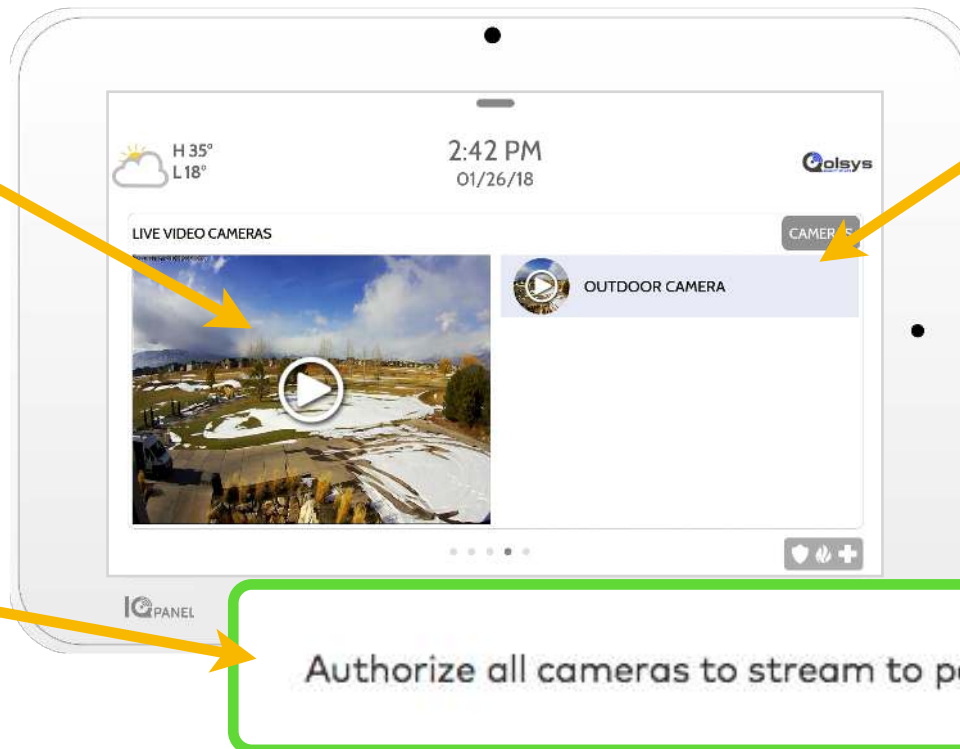 H 35°
L 18°
2:42 PM
01/26/18
Qolsys
LIVE VIDEO CAMERAS
CAMERAS
OUTDOOR CAMERA
IQ PANEL
Authorize all cameras to stream to